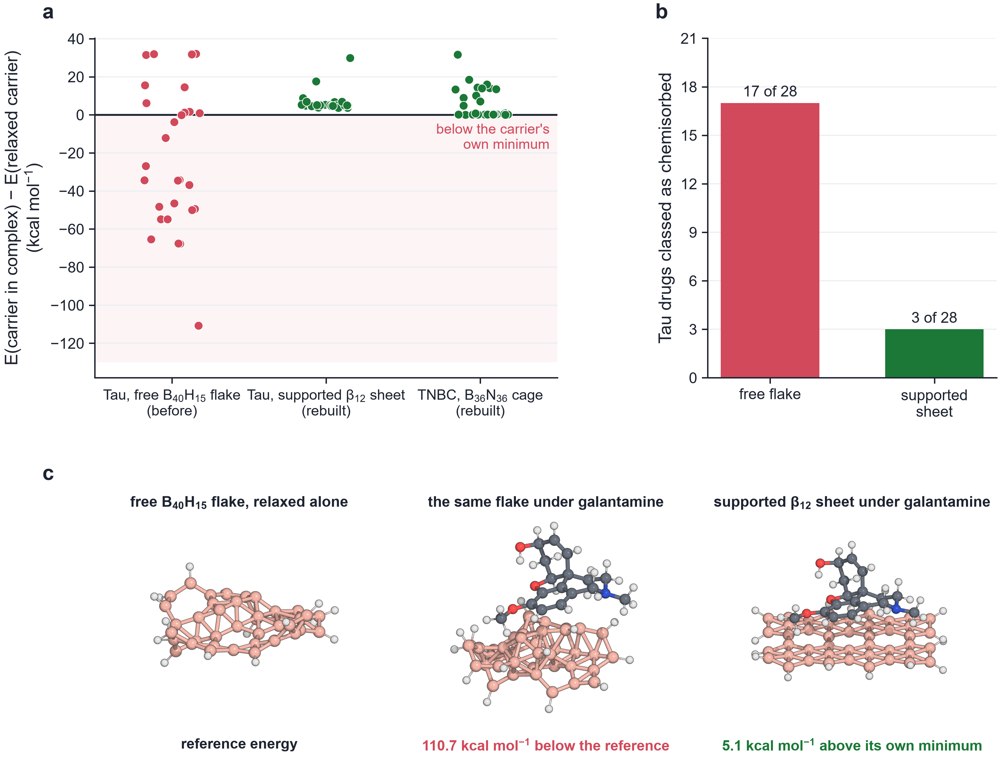 a
E(carrier in complex) − E(relaxed carrier)
(kcal mol⁻¹)
40
20
0
−20
−40
−60
−80
−100
−120
below the carrier's
own minimum
Tau, free B₄₀H₁₅ flake
(before)
Tau, supported β₁₂ sheet
(rebuilt)
TNBC, B₃₆N₃₆ cage
(rebuilt)
b
Tau drugs classed as chemisorbed
21
18
15
12
9
6
3
0
17 of 28
3 of 28
free flake
supported
sheet
c
free B₄₀H₁₅ flake, relaxed alone
the same flake under galantamine
supported β₁₂ sheet under galantamine
reference energy
110.7 kcal mol⁻¹ below the reference
5.1 kcal mol⁻¹ above its own minimum